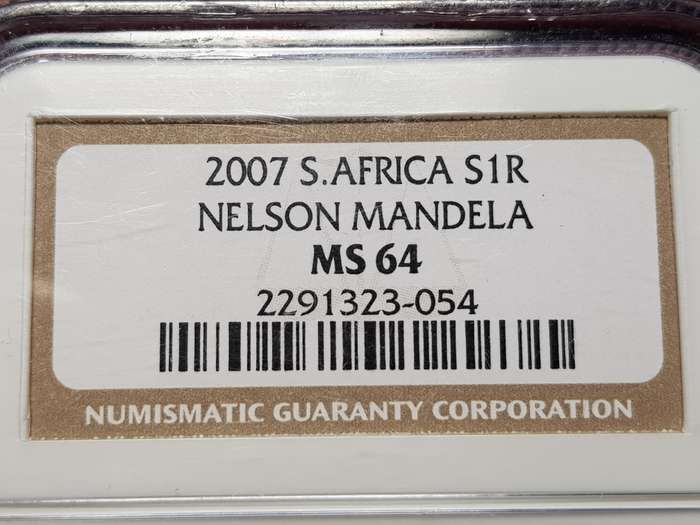 2007 S.AFRICA S1R
NELSON MANDELA
MS 64
2291323-054
NUMISMATIC GUARANTY CORPORATION